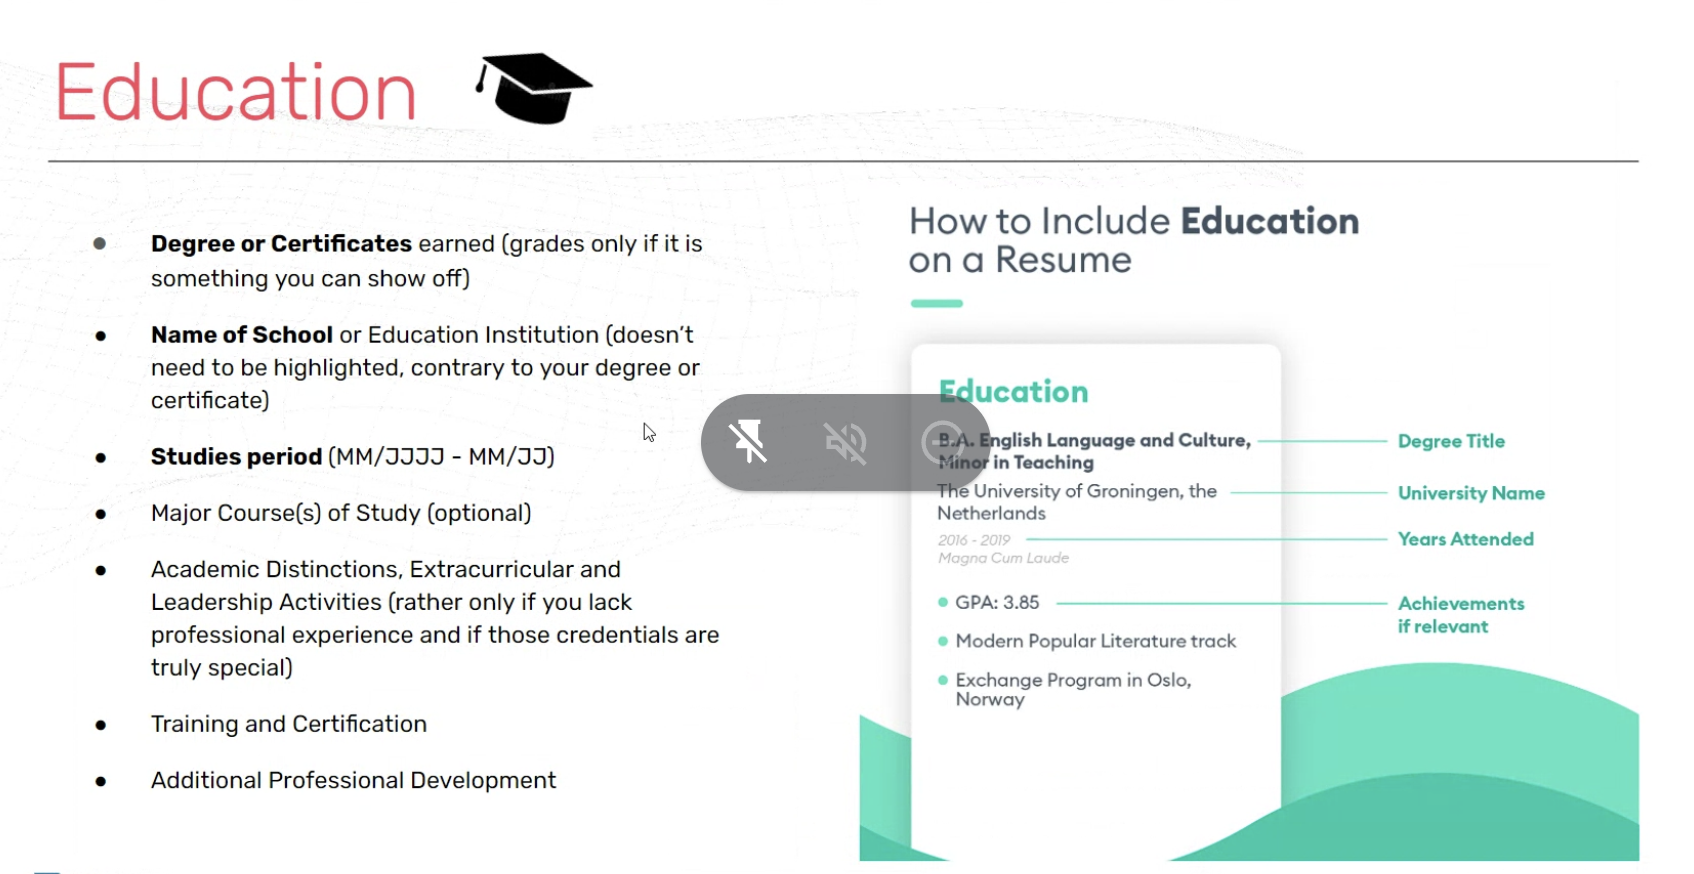 Education
Degree or Certificates earned (grades only if it is
something you can show off)
Name of School or Education Institution (doesn't
need to be highlighted, contrary to your degree or
certificate)
Studies period (MM/JJJJ - MM/JJ)
Major Course(s) of Study (optional)
Academic Distinctions, Extracurricular and
Leadership Activities (rather only if you lack
professional experience and if those credentials are
truly special)
Training and Certification
Additional Professional Development
How to Include Education
on a Resume
Education
B.A. English Language and Culture,
Minor in Teaching
Degree Title
The University of Groningen, the
Netherlands
University Name
2016 - 2019
Magna Cum Laude
Years Attended
GPA: 3.85
Achievements
if relevant
Modern Popular Literature track
Exchange Program in Oslo,
Norway